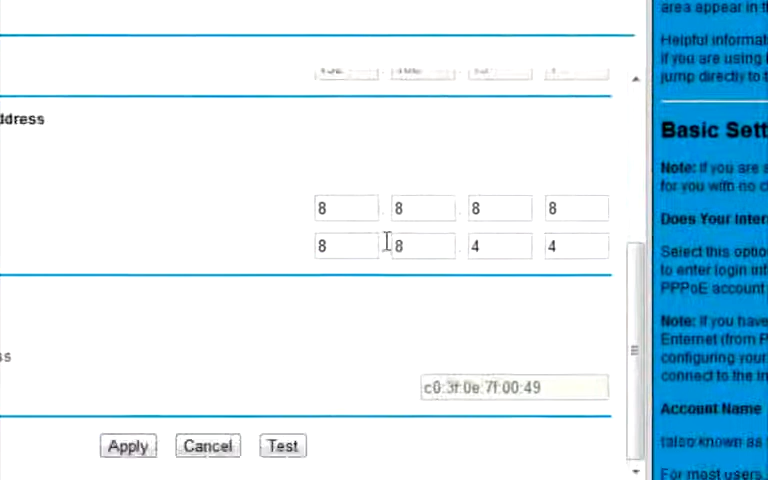 area appear in
Helpful
if you are using
jump directly to
ddress
Basic Sett
Note: If you are
for you with no
8 . 8 . 8 . 8
Does Your Inter
8 . 8 . 4 . 4
Select this optio
to enter login
PPPoE account
Note: If you have
Enternet (from P
ss
configuring your
connect to the In
c0:3f:0e:7f:00:49
Account Name
(also known as
Apply Cancel Test
For most users,